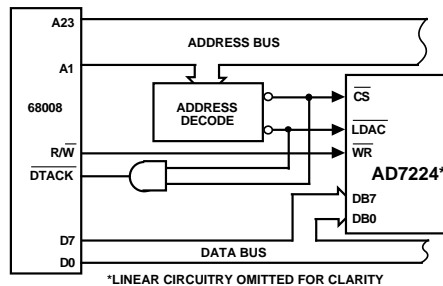 A23
ADDRESS BUS
A1
68008
ADDRESS
DECODE
CS
LDAC
R/W
WR
DTACK
AD7224*
DB7
DB0
D7
DATA BUS
D0
*LINEAR CIRCUITRY OMITTED FOR CLARITY